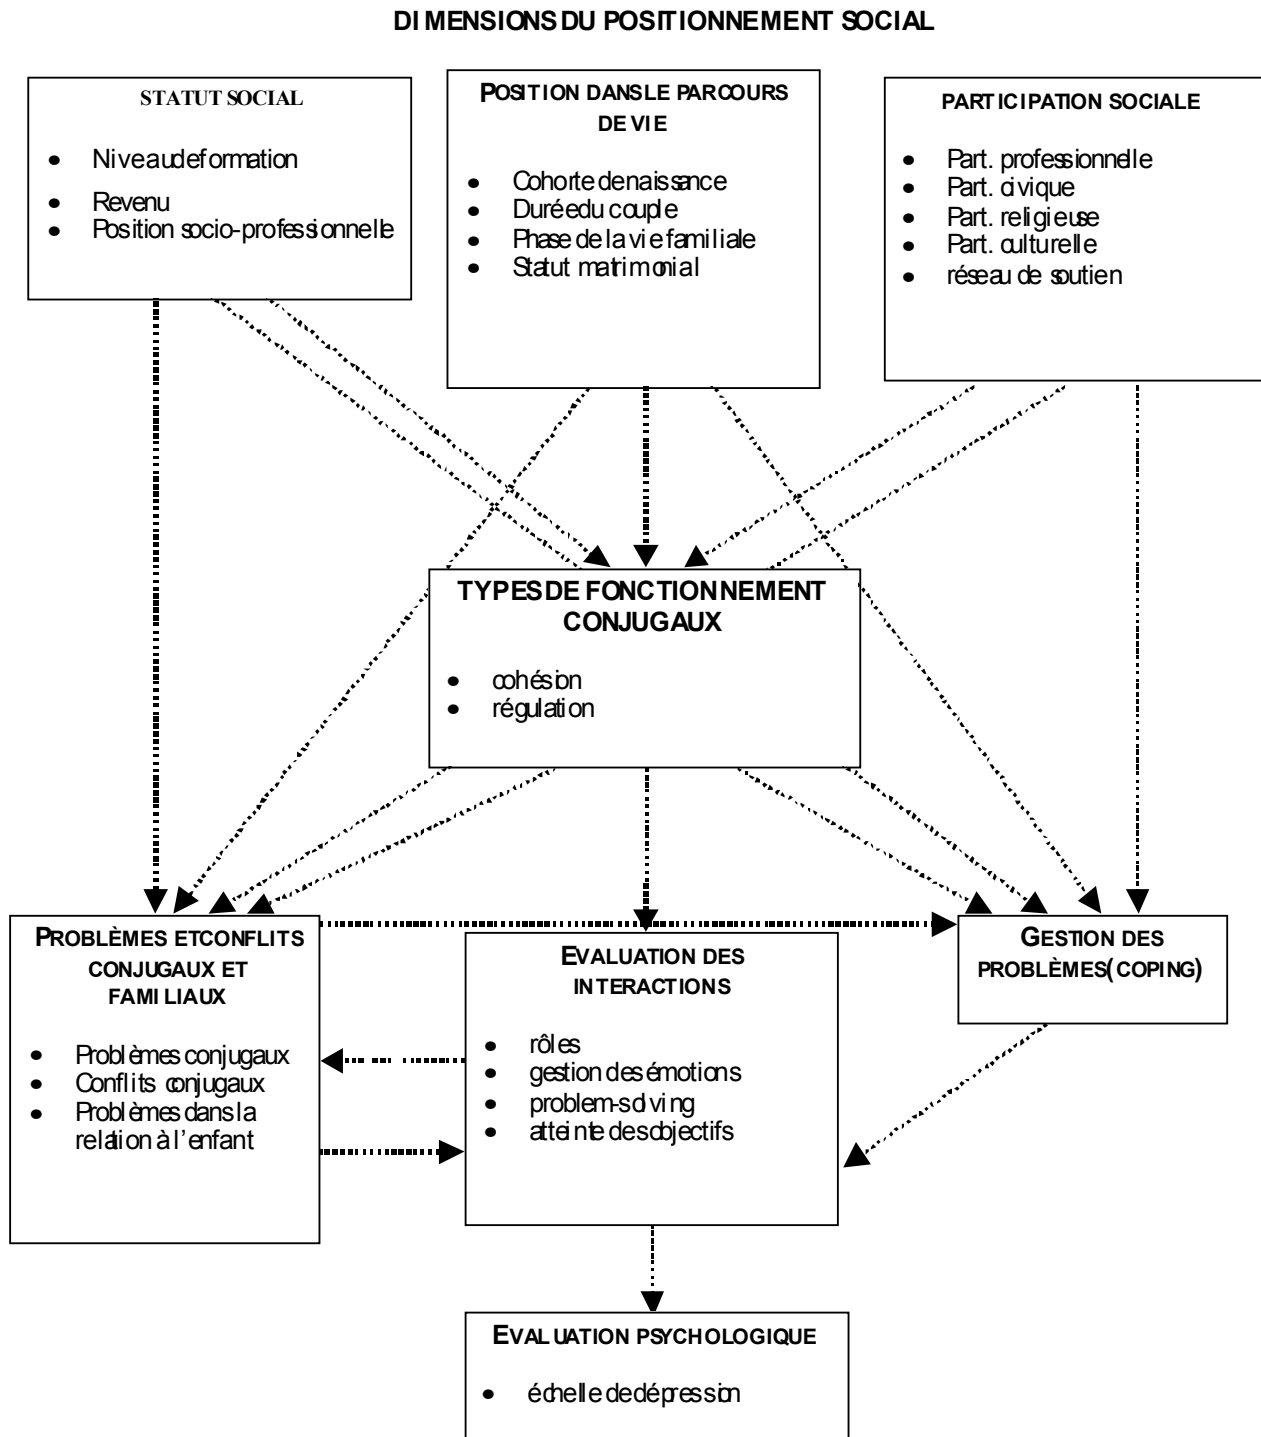 DIMENSIONS DU POSITIONNEMENT SOCIAL
STATUT SOCIAL
• Niveau de formation
• Revenu
• Position socio-professionnelle
POSITION DANS LE PARCOURS
DE VIE
• Cohorte de naissance
• Durée du couple
• Phase de la vie familiale
• Statut matrimonial
PARTICIPATION SOCIALE
• Part. professionnelle
• Part. civique
• Part. religieuse
• Part. culturelle
• réseau de soutien
TYPES DE FONCTIONNEMENT
CONJUGAUX
• cohésion
• régulation
PROBLÈMES ET CONFLITS
CONJUGAUX ET
FAMILIAUX
• Problèmes conjugaux
• Conflits conjugaux
• Problèmes dans la
relation à l'enfant
EVALUATION DES
INTERACTIONS
• rôles
• gestion des émotions
• problem-solving
• atteinte des objectifs
GESTION DES
PROBLÈMES (COPING)
EVALUATION PSYCHOLOGIQUE
• échelle de dépression